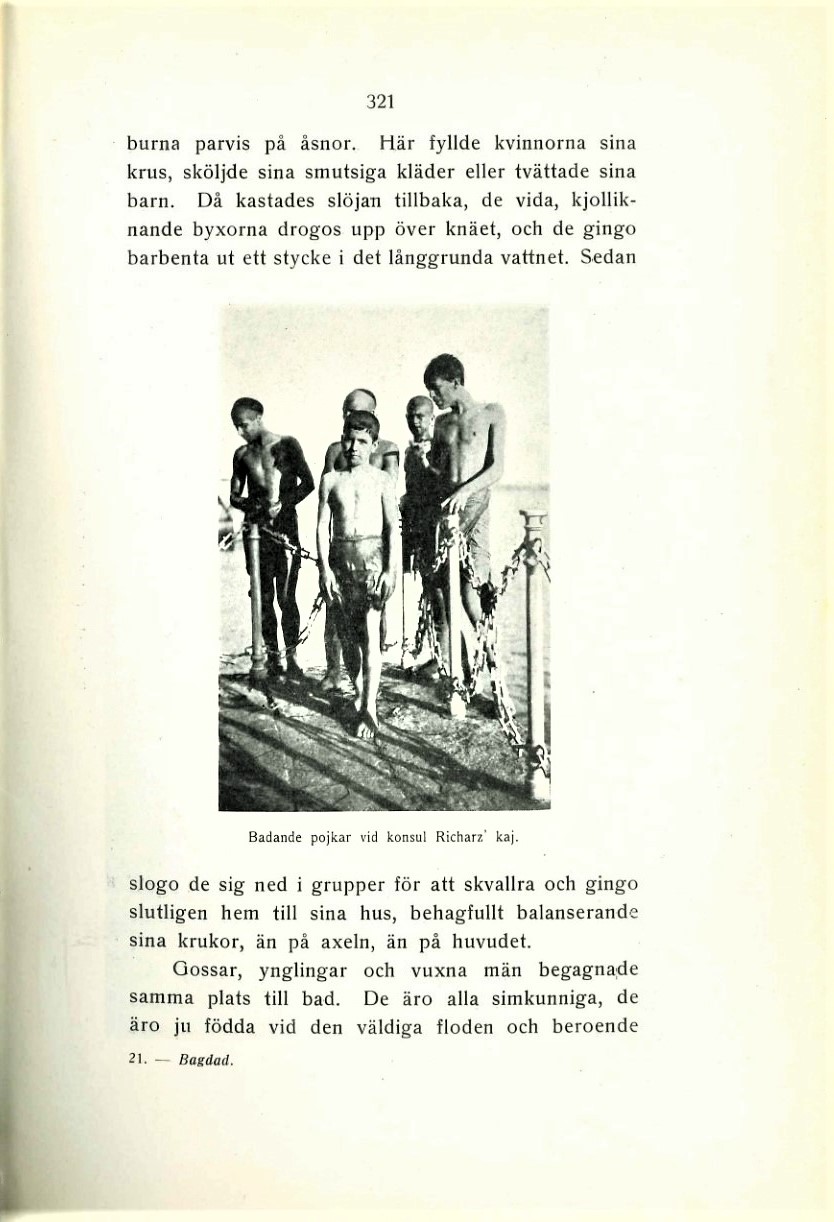 321
burna parvis på åsnor. Här fyllde kvinnorna sina
krus, sköljde sina smutsiga kläder eller tvättade sina
barn. Då kastades slöjan tillbaka, de vida, kjollik-
nande byxorna drogos upp över knäet, och de gingo
barbenta ut ett stycke i det långgrunda vattnet. Sedan
Badande pojkar vid konsul Richarz' kaj.
slogo de sig ned i grupper för att skvallra och gingo
slutligen hem till sina hus, behagfullt balanserande
sina krukor, än på axeln, än på huvudet.
Gossar, ynglingar och vuxna män begagnade
samma plats till bad. De äro alla simkunniga, de
äro ju födda vid den väldiga floden och beroende
21. — Bagdad.